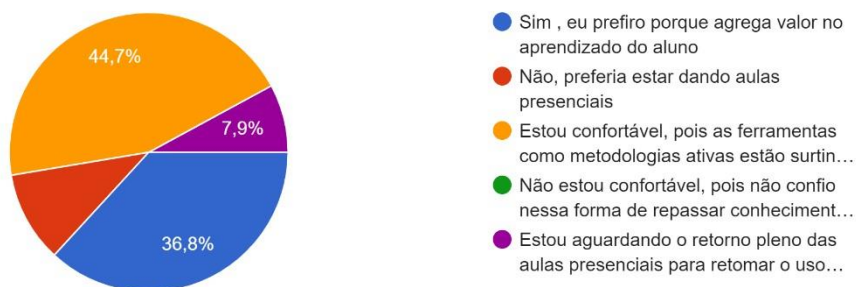 44,7%
7,9%
36,8%
Sim , eu prefiro porque agrega valor no
aprendizado do aluno
Não, preferia estar dando aulas
presenciais
Estou confortável, pois as ferramentas
como metodologias ativas estão surtin…
Não estou confortável, pois não confio
nessa forma de repassar conheciment…
Estou aguardando o retorno pleno das
aulas presenciais para retomar o uso…